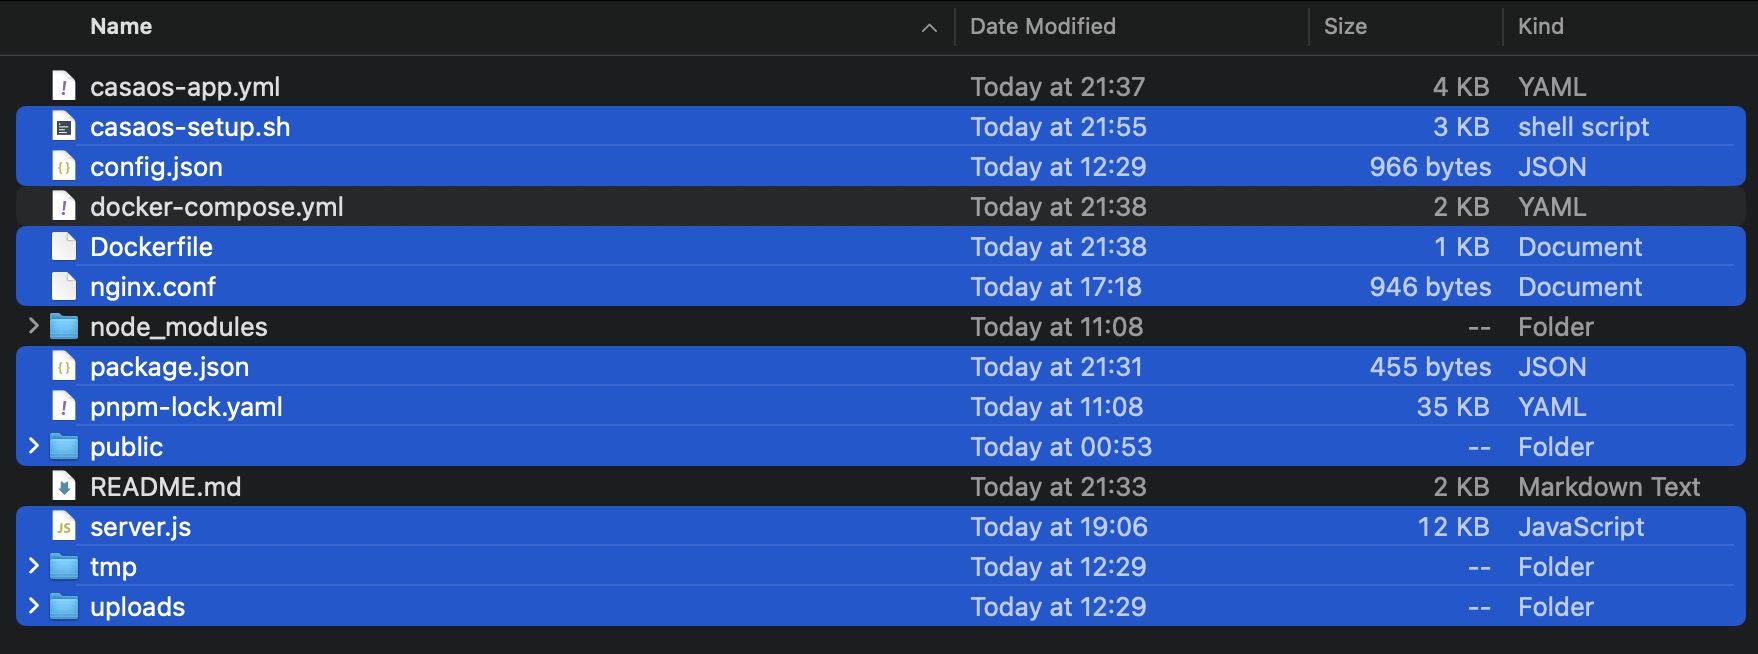 Name Date Modified Size Kind
casaos-app.yml Today at 21:37 4 KB YAML
casaos-setup.sh Today at 21:55 3 KB shell script
config.json Today at 12:29 966 bytes JSON
docker-compose.yml Today at 21:38 2 KB YAML
Dockerfile Today at 21:38 1 KB Document
nginx.conf Today at 17:18 946 bytes Document
node_modules Today at 11:08 -- Folder
package.json Today at 21:31 455 bytes JSON
pnpm-lock.yaml Today at 11:08 35 KB YAML
public Today at 00:53 -- Folder
README.md Today at 21:33 2 KB Markdown Text
server.js Today at 19:06 12 KB JavaScript
tmp Today at 12:29 -- Folder
uploads Today at 12:29 -- Folder